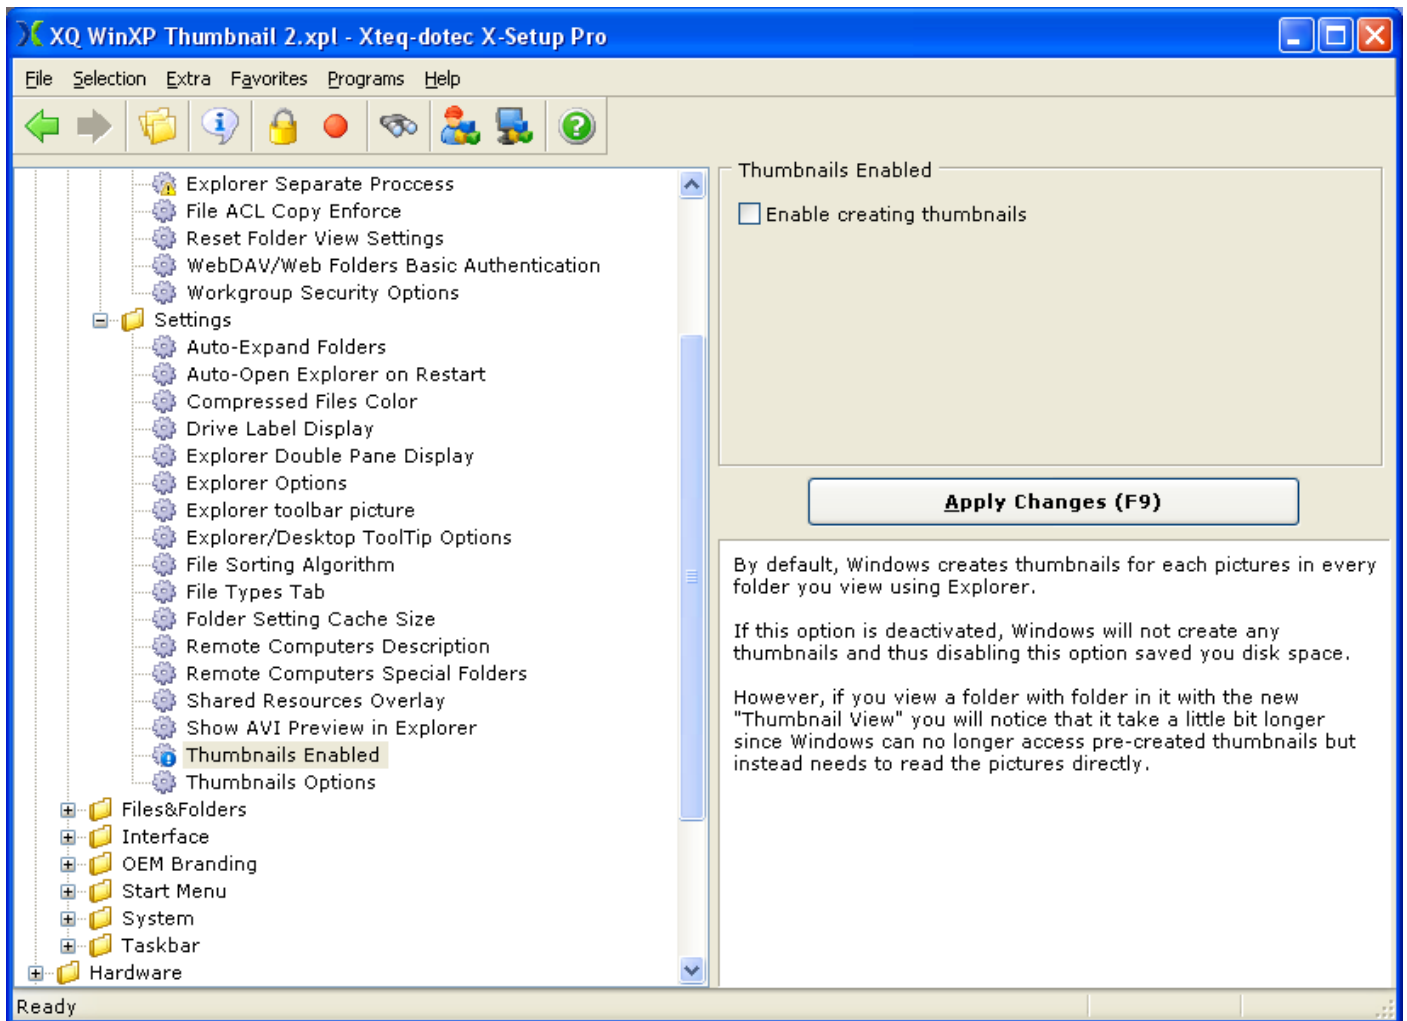 XQ WinXP Thumbnail 2.xpl - Xteq-dotec X-Setup Pro
File Selection Extra Favorites Programs Help
Explorer Separate Proccess
File ACL Copy Enforce
Reset Folder View Settings
WebDAV/Web Folders Basic Authentication
Workgroup Security Options
Settings
Auto-Expand Folders
Auto-Open Explorer on Restart
Compressed Files Color
Drive Label Display
Explorer Double Pane Display
Explorer Options
Explorer toolbar picture
Explorer/Desktop ToolTip Options
File Sorting Algorithm
File Types Tab
Folder Setting Cache Size
Remote Computers Description
Remote Computers Special Folders
Shared Resources Overlay
Show AVI Preview in Explorer
Thumbnails Enabled
Thumbnails Options
Files&Folders
Interface
OEM Branding
Start Menu
System
Taskbar
Hardware
Thumbnails Enabled
Enable creating thumbnails
Apply Changes (F9)
By default, Windows creates thumbnails for each pictures in every
folder you view using Explorer.
If this option is deactivated, Windows will not create any
thumbnails and thus disabling this option saved you disk space.
However, if you view a folder with folder in it with the new
"Thumbnail View" you will notice that it take a little bit longer
since Windows can no longer access pre-created thumbnails but
instead needs to read the pictures directly.
Ready